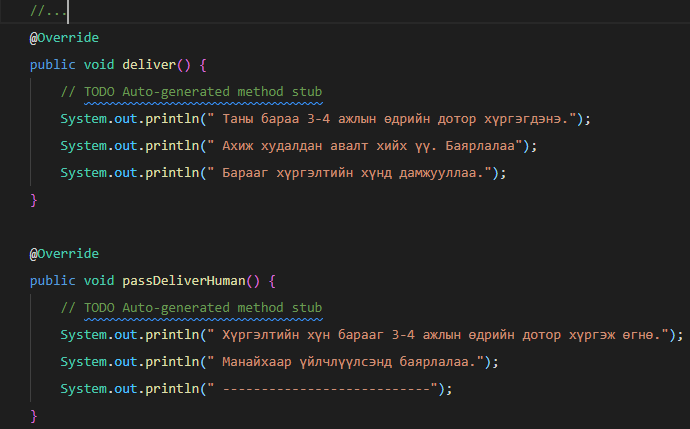 //...
@Override
public void deliver() {
// TODO Auto-generated method stub
System.out.println(" Таны бараа 3-4 ажлын өдрийн дотор хүргэгдэнэ.");
System.out.println(" Ахиж худалдан авалт хийх үү. Баярлалаа");
System.out.println(" Барааг хүргэлтийн хүнд дамжууллаа.");
}
@Override
public void passDeliverHuman() {
// TODO Auto-generated method stub
System.out.println(" Хүргэлтийн хүн барааг 3-4 ажлын өдрийн дотор хүргэж өгнө.");
System.out.println(" Манайхаар үйлчлүүлсэнд баярлалаа.");
System.out.println(" ---------------------------");
}